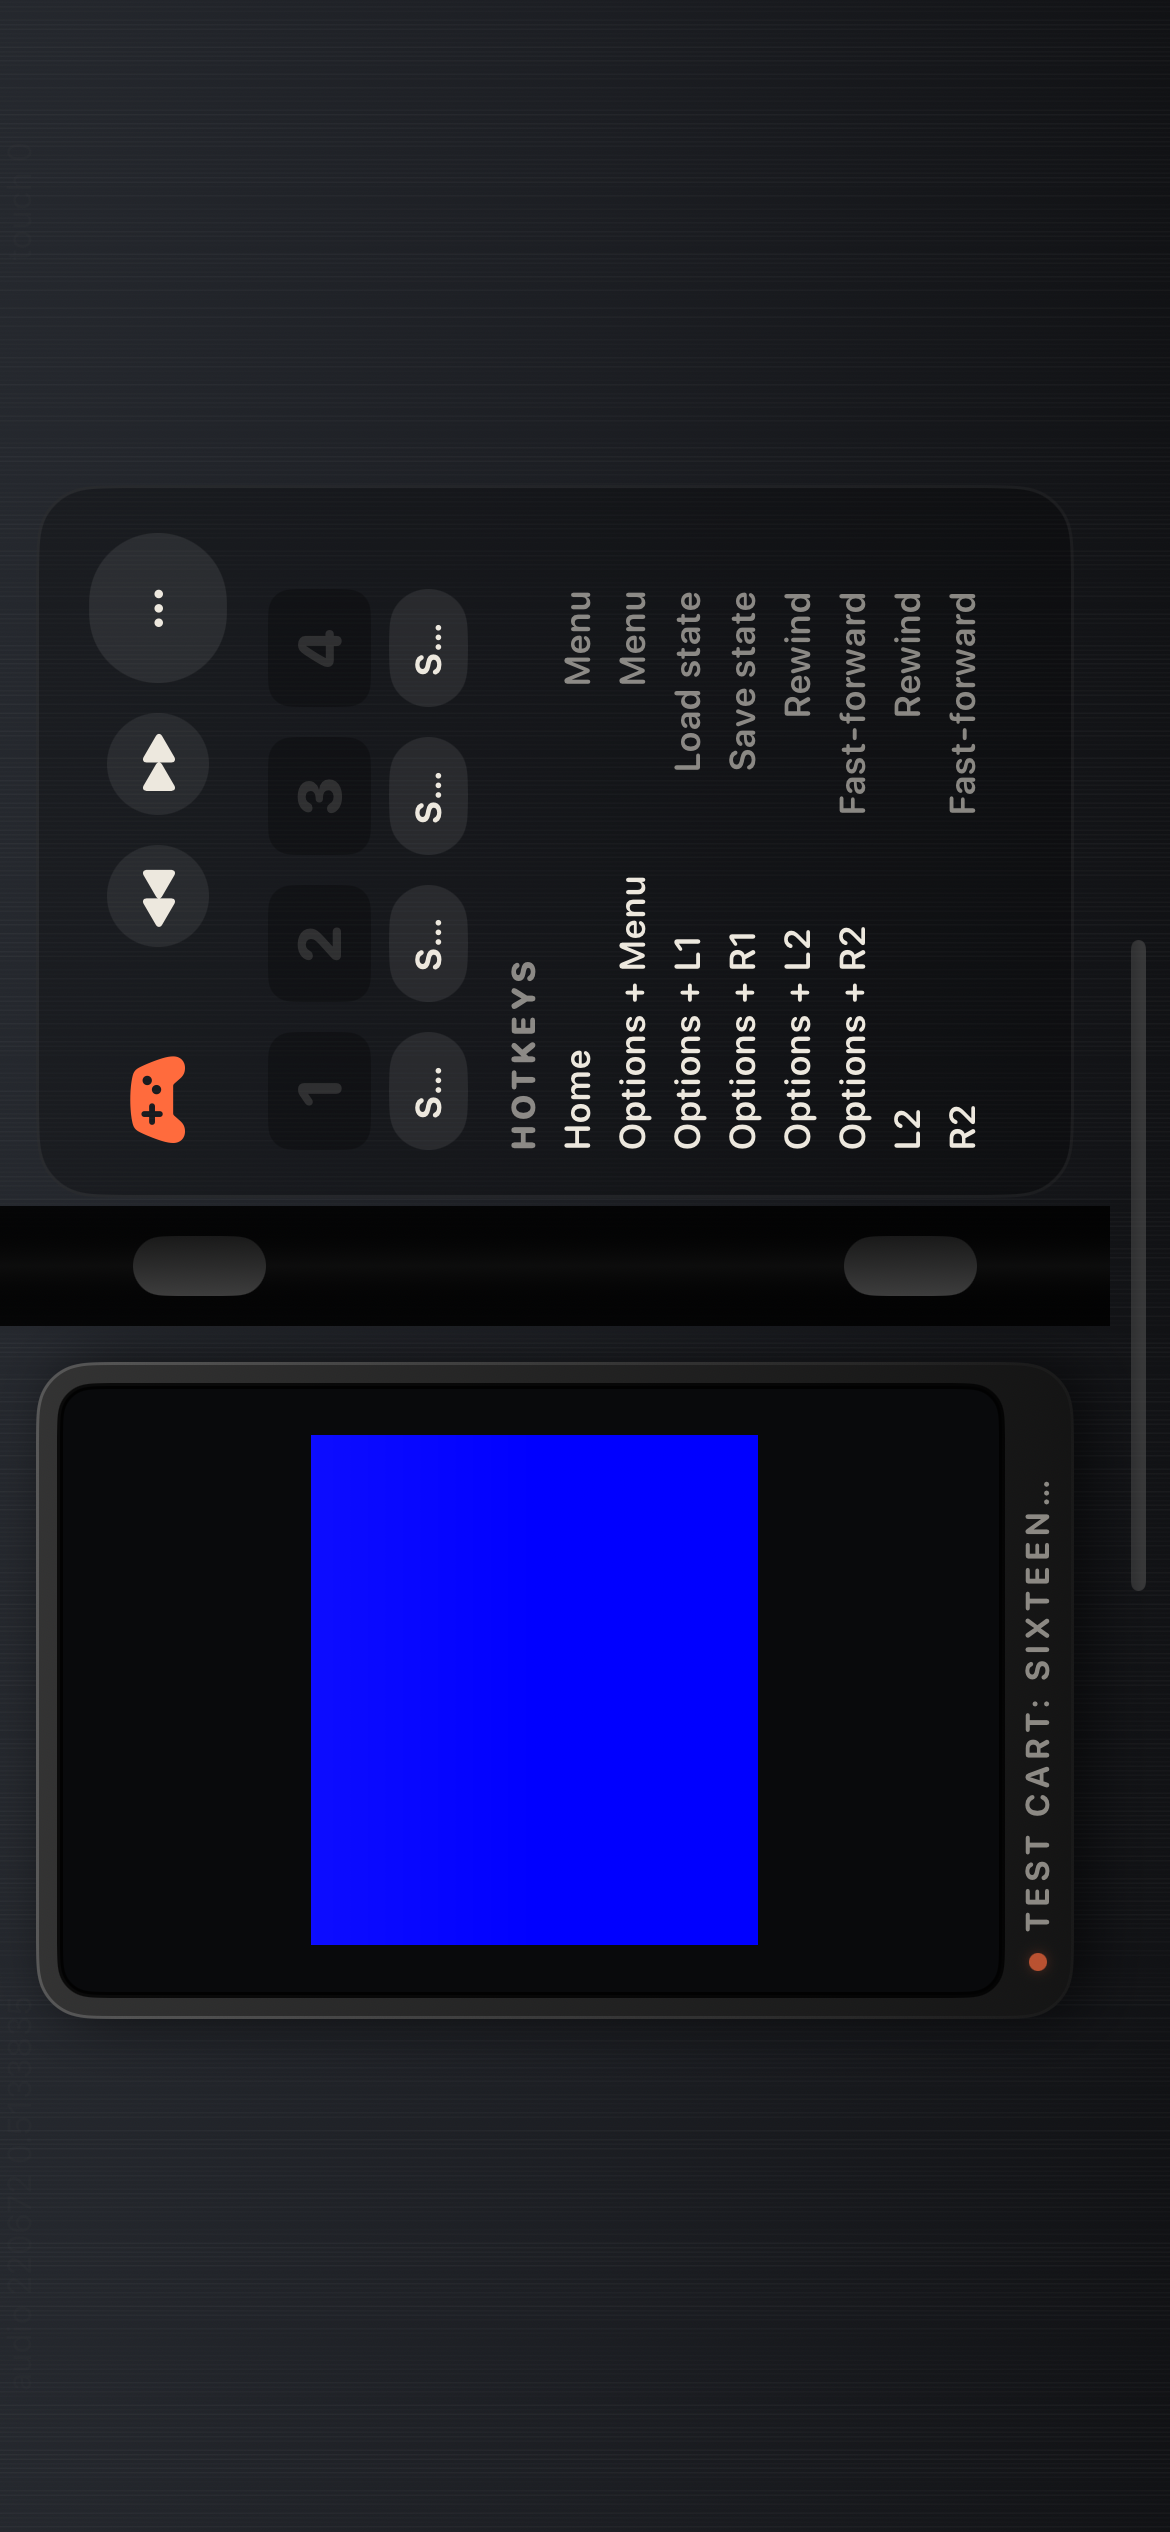 TEST CART: SIXTEEN…
…
1 2 3 4
S… S… S… S…
HOTKEYS
Home Menu
Options + Menu Menu
Options + L1 Load state
Options + R1 Save state
Options + L2 Rewind
Options + R2 Fast-forward
L2 Rewind
R2 Fast-forward